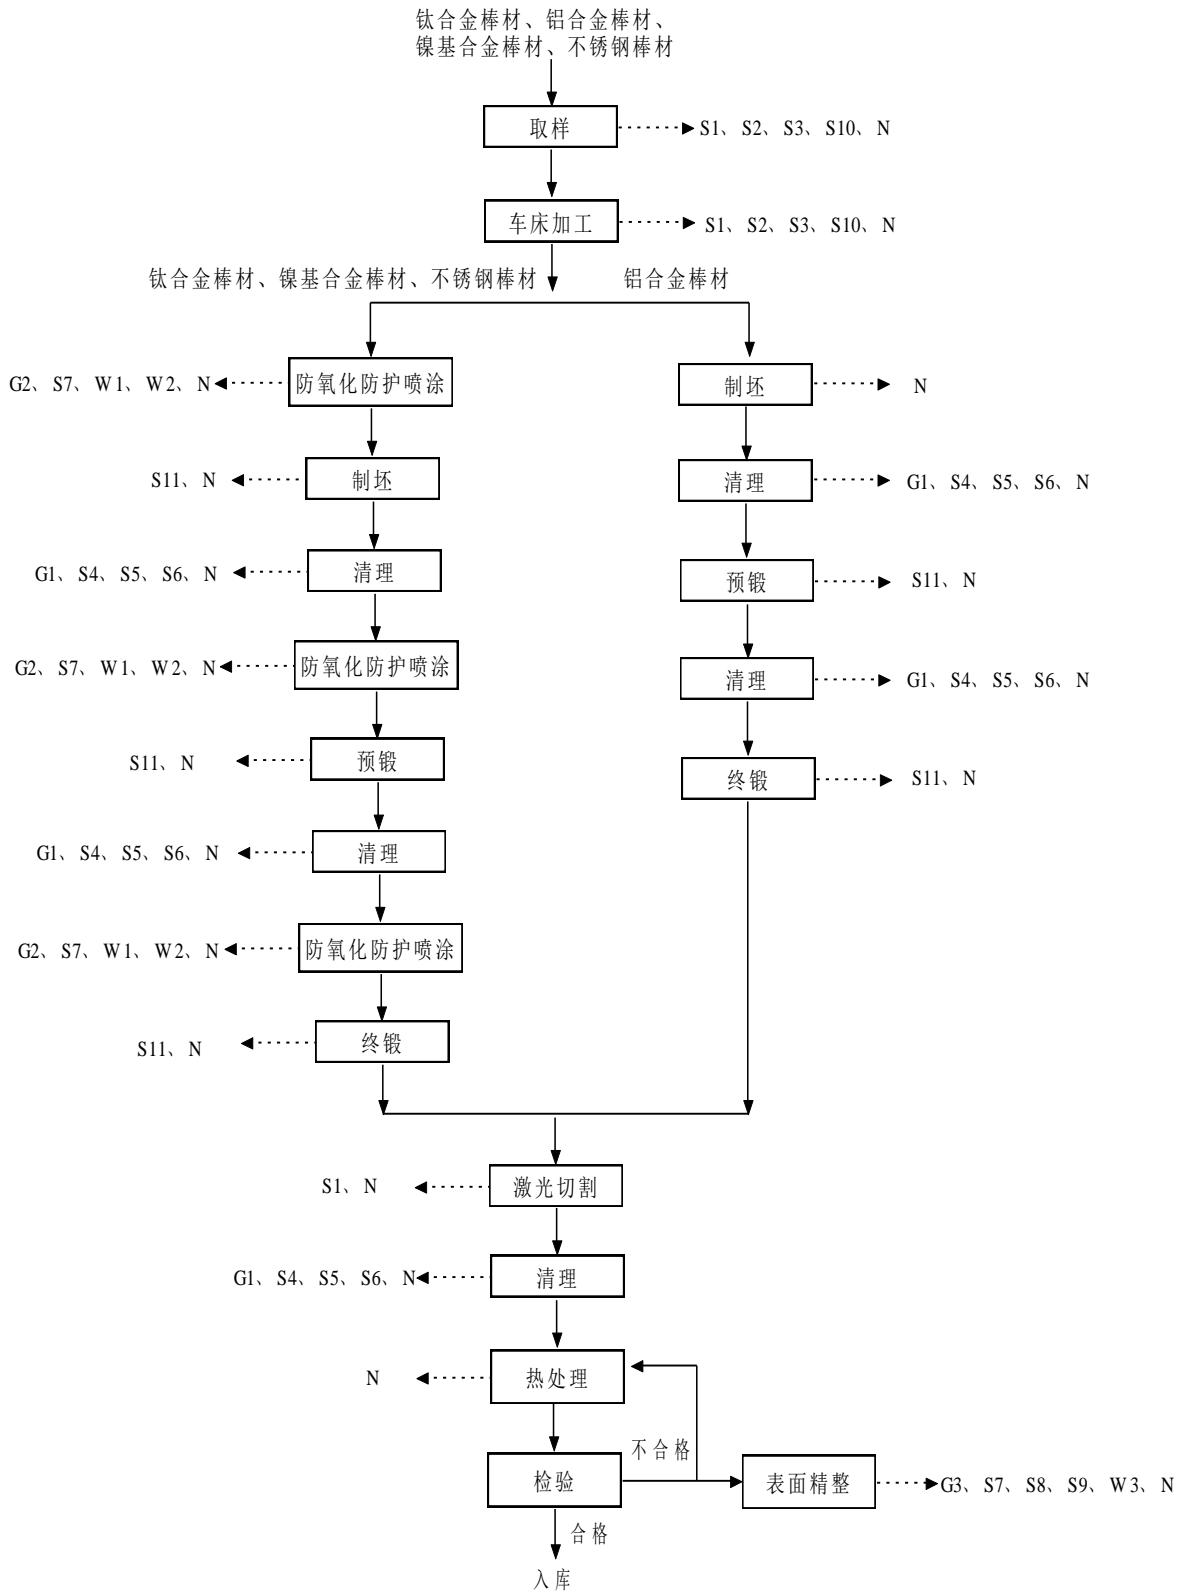 钛合金棒材、铝合金棒材、
镍基合金棒材、不锈钢棒材
取样
S1、S2、S3、S10、N
车床加工
S1、S2、S3、S10、N
钛合金棒材、镍基合金棒材、不锈钢棒材
铝合金棒材
G2、S7、W1、W2、N
防氧化防护喷涂
制坯
N
S11、N
制坯
清理
G1、S4、S5、S6、N
G1、S4、S5、S6、N
清理
预锻
S11、N
G2、S7、W1、W2、N
防氧化防护喷涂
清理
G1、S4、S5、S6、N
S11、N
预锻
终锻
S11、N
G1、S4、S5、S6、N
清理
G2、S7、W1、W2、N
防氧化防护喷涂
S11、N
终锻
S1、N
激光切割
G1、S4、S5、S6、N
清理
N
热处理
不合格
检验
表面精整
G3、S7、S8、S9、W3、N
合格
入库